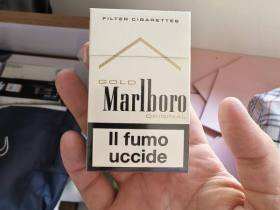 FILTER CIGARETTES
GOLD
Marlboro
ORIGINAL
Il fumo
uccide